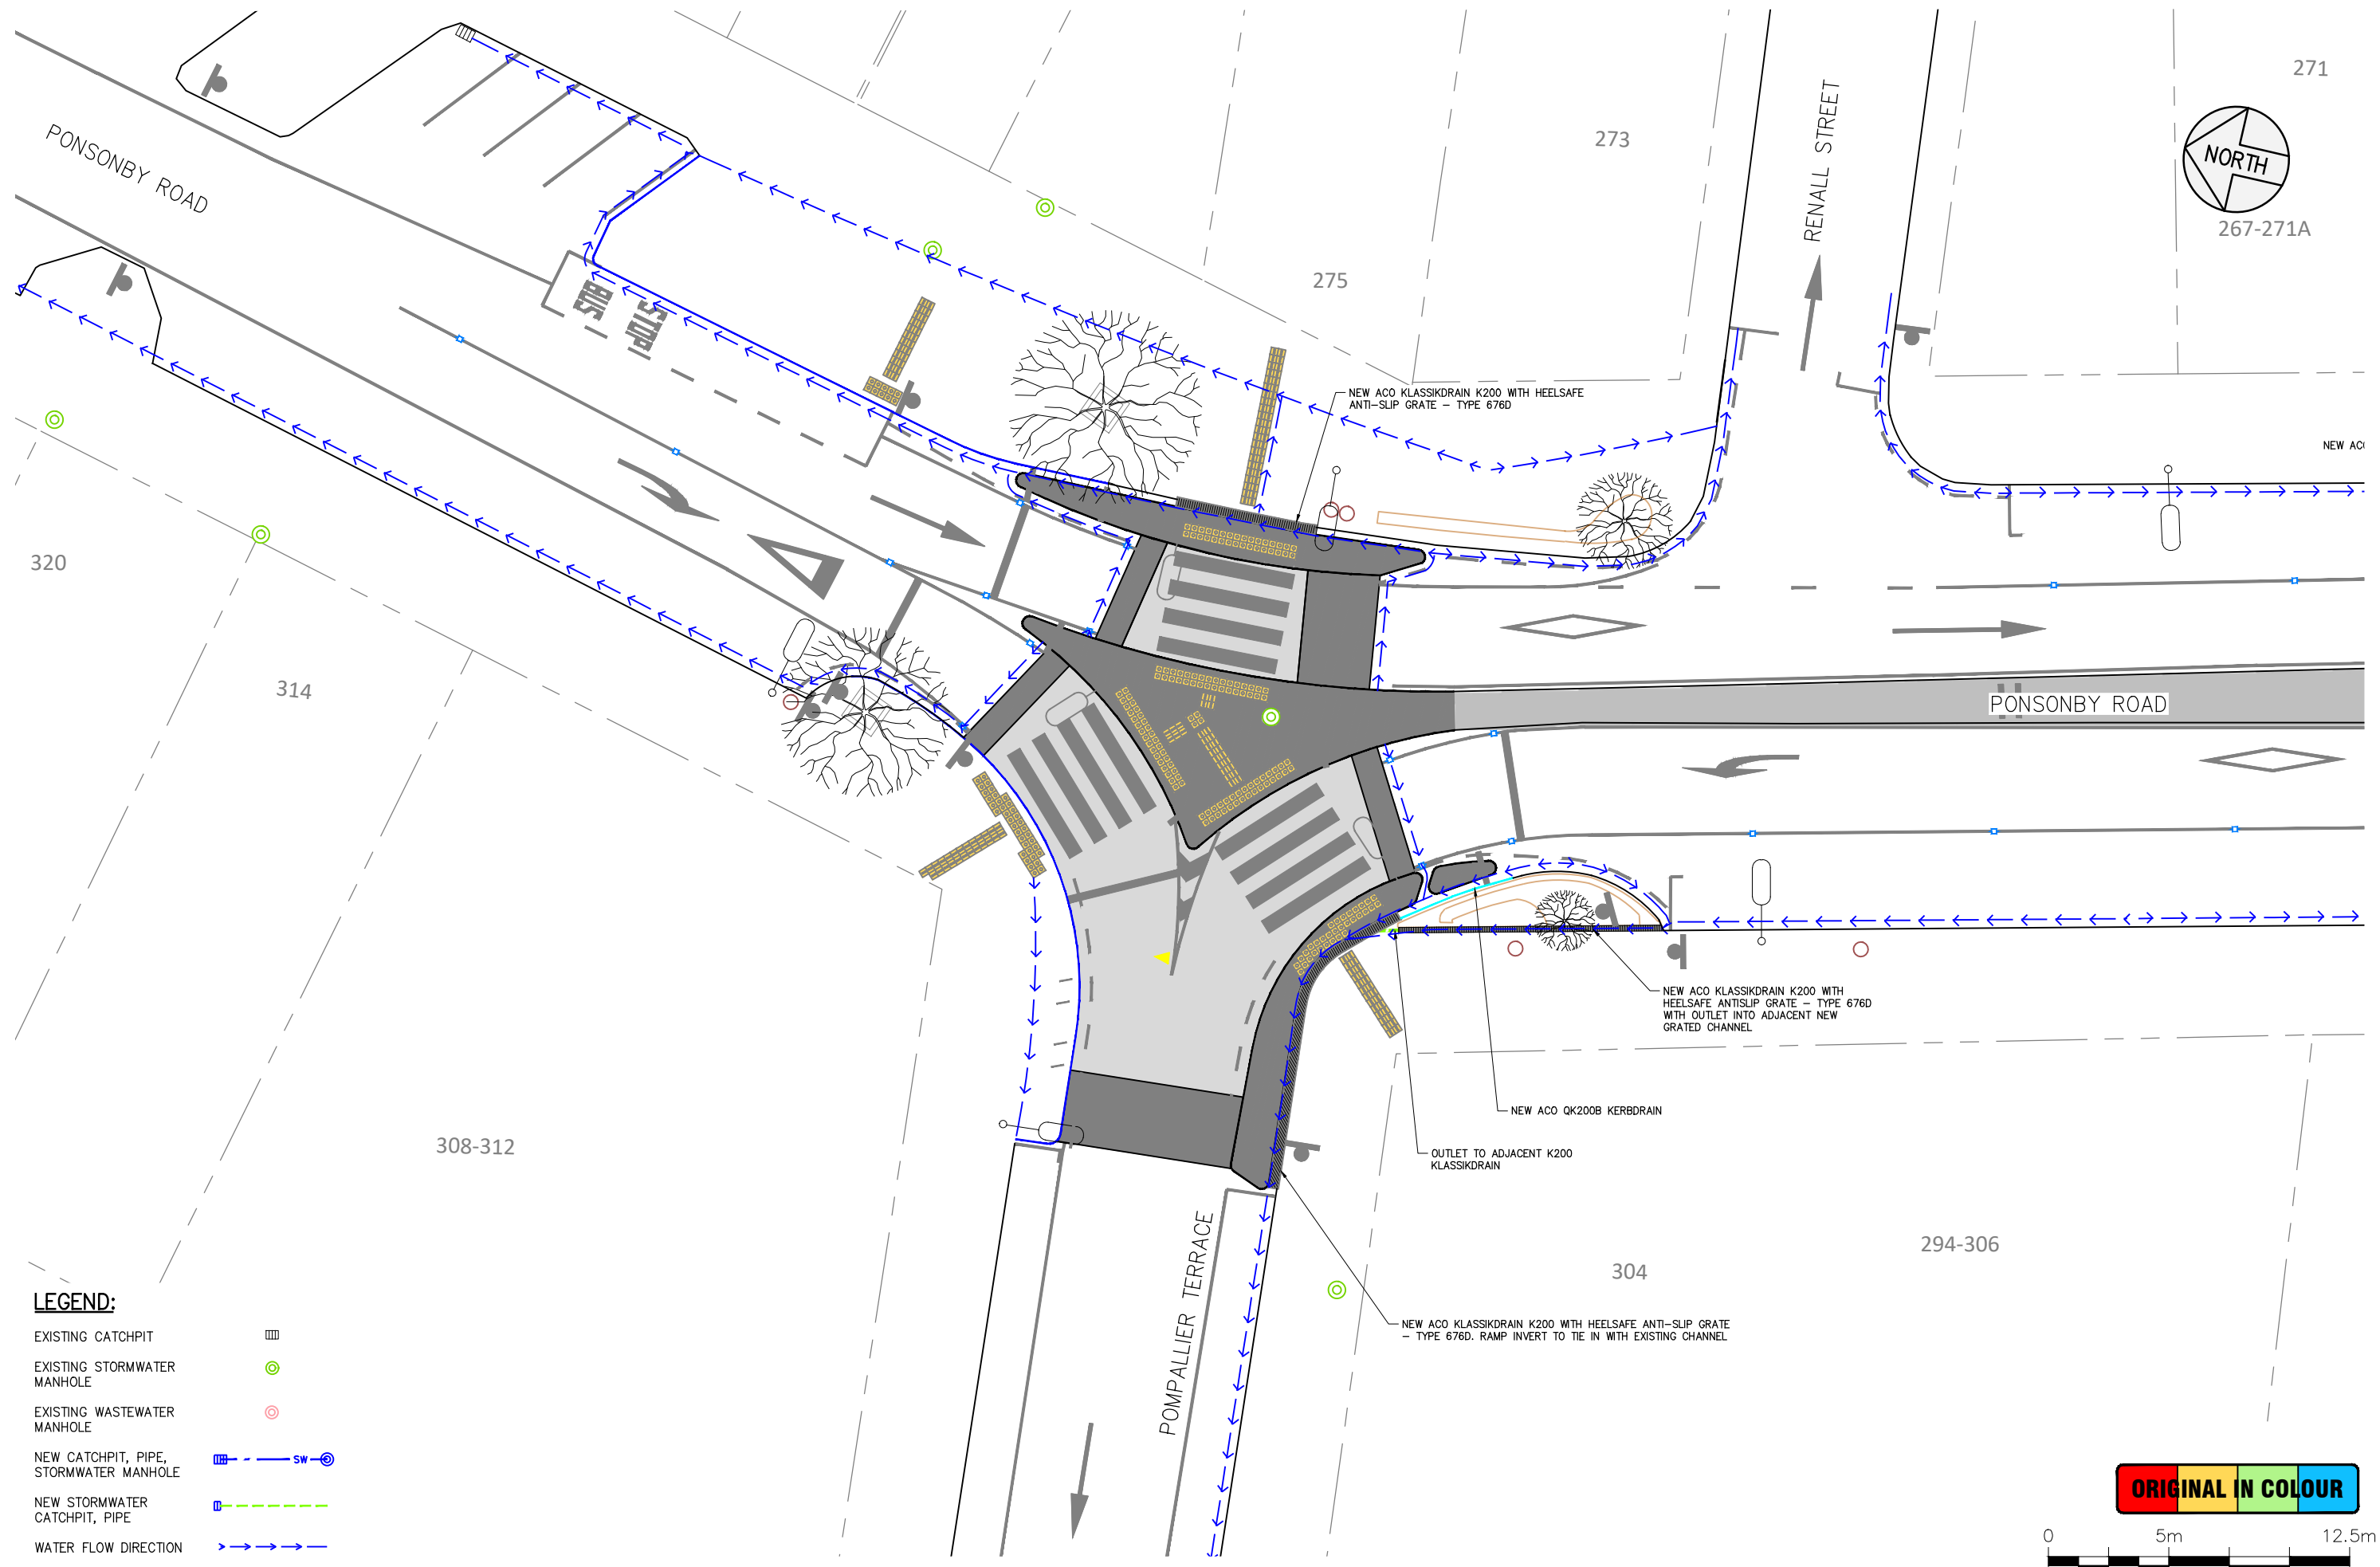 PONSONBY ROAD
BUS
STOP
RENALL STREET
271
273
NORTH
267-271A
275
NEW ACO KLASSIKDRAIN K200 WITH HEELSAFE
ANTI-SLIP GRATE – TYPE 676D
NEW AC
320
314
PONSONBY ROAD
NEW ACO KLASSIKDRAIN K200 WITH
HEELSAFE ANTISLIP GRATE – TYPE 676D
WITH OUTLET INTO ADJACENT NEW
GRATED CHANNEL
NEW ACO QK200B KERBDRAIN
308-312
OUTLET TO ADJACENT K200
KLASSIKDRAIN
294-306
304
POMPALLIER TERRACE
NEW ACO KLASSIKDRAIN K200 WITH HEELSAFE ANTI-SLIP GRATE
– TYPE 676D. RAMP INVERT TO TIE IN WITH EXISTING CHANNEL
LEGEND:
EXISTING CATCHPIT
EXISTING STORMWATER
MANHOLE
EXISTING WASTEWATER
MANHOLE
NEW CATCHPIT, PIPE,
STORMWATER MANHOLE
SW
NEW STORMWATER
CATCHPIT, PIPE
WATER FLOW DIRECTION
ORIGINAL IN COLOUR
0 5m 12.5m